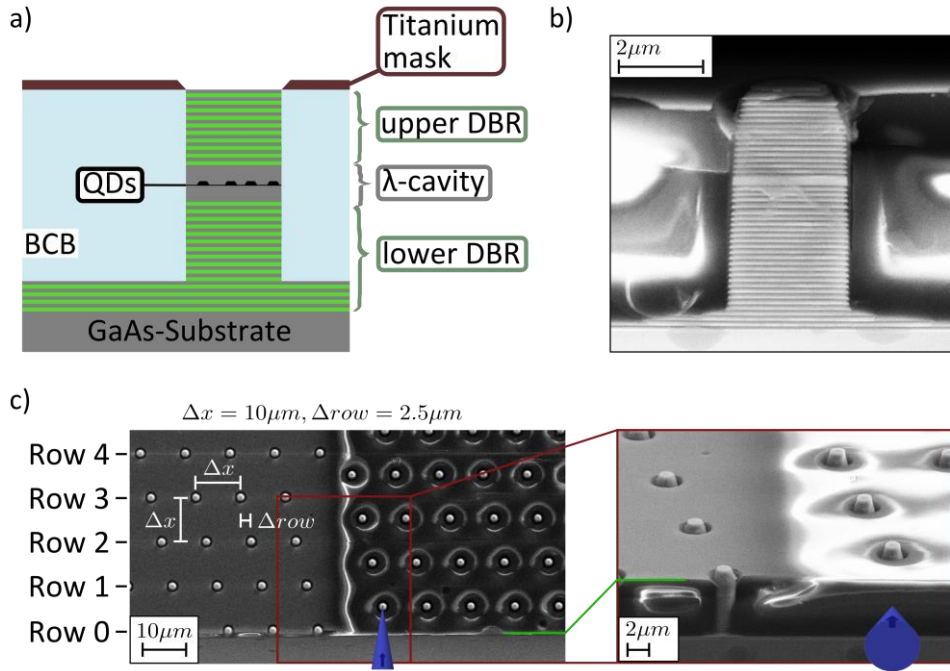 a)
Titanium
mask
upper DBR
QDs
λ-cavity
BCB
lower DBR
GaAs-Substrate
b)
2μm
c)
Δx = 10μm, Δrow = 2.5μm
Row 4
Row 3
Row 2
Row 1
Row 0
Δx
Δx
Δrow
10μm
2μm